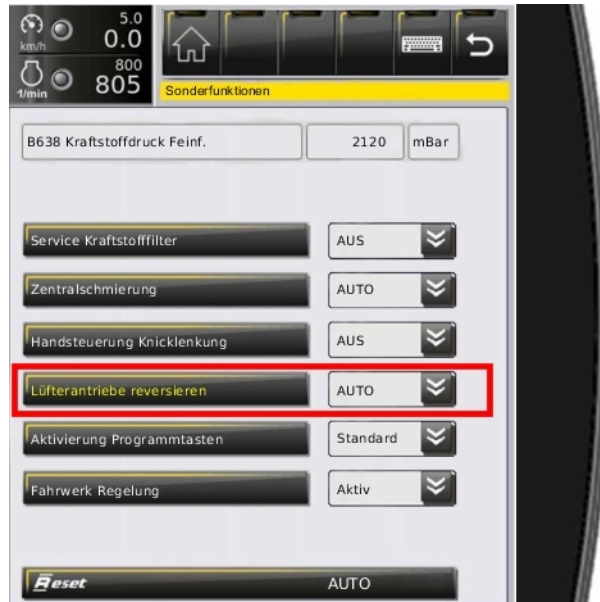 5.0
km/h 0.0
800
1/min 805
Sonderfunktionen
B638 Kraftstoffdruck Feinf. 2120 mBar
Service Kraftstofffilter AUS
Zentralschmierung AUTO
Handsteuerung Knicklenkung AUS
Lüfterantriebe reversieren AUTO
Aktivierung Programmtasten Standard
Fahrwerk Regelung Aktiv
Reset AUTO